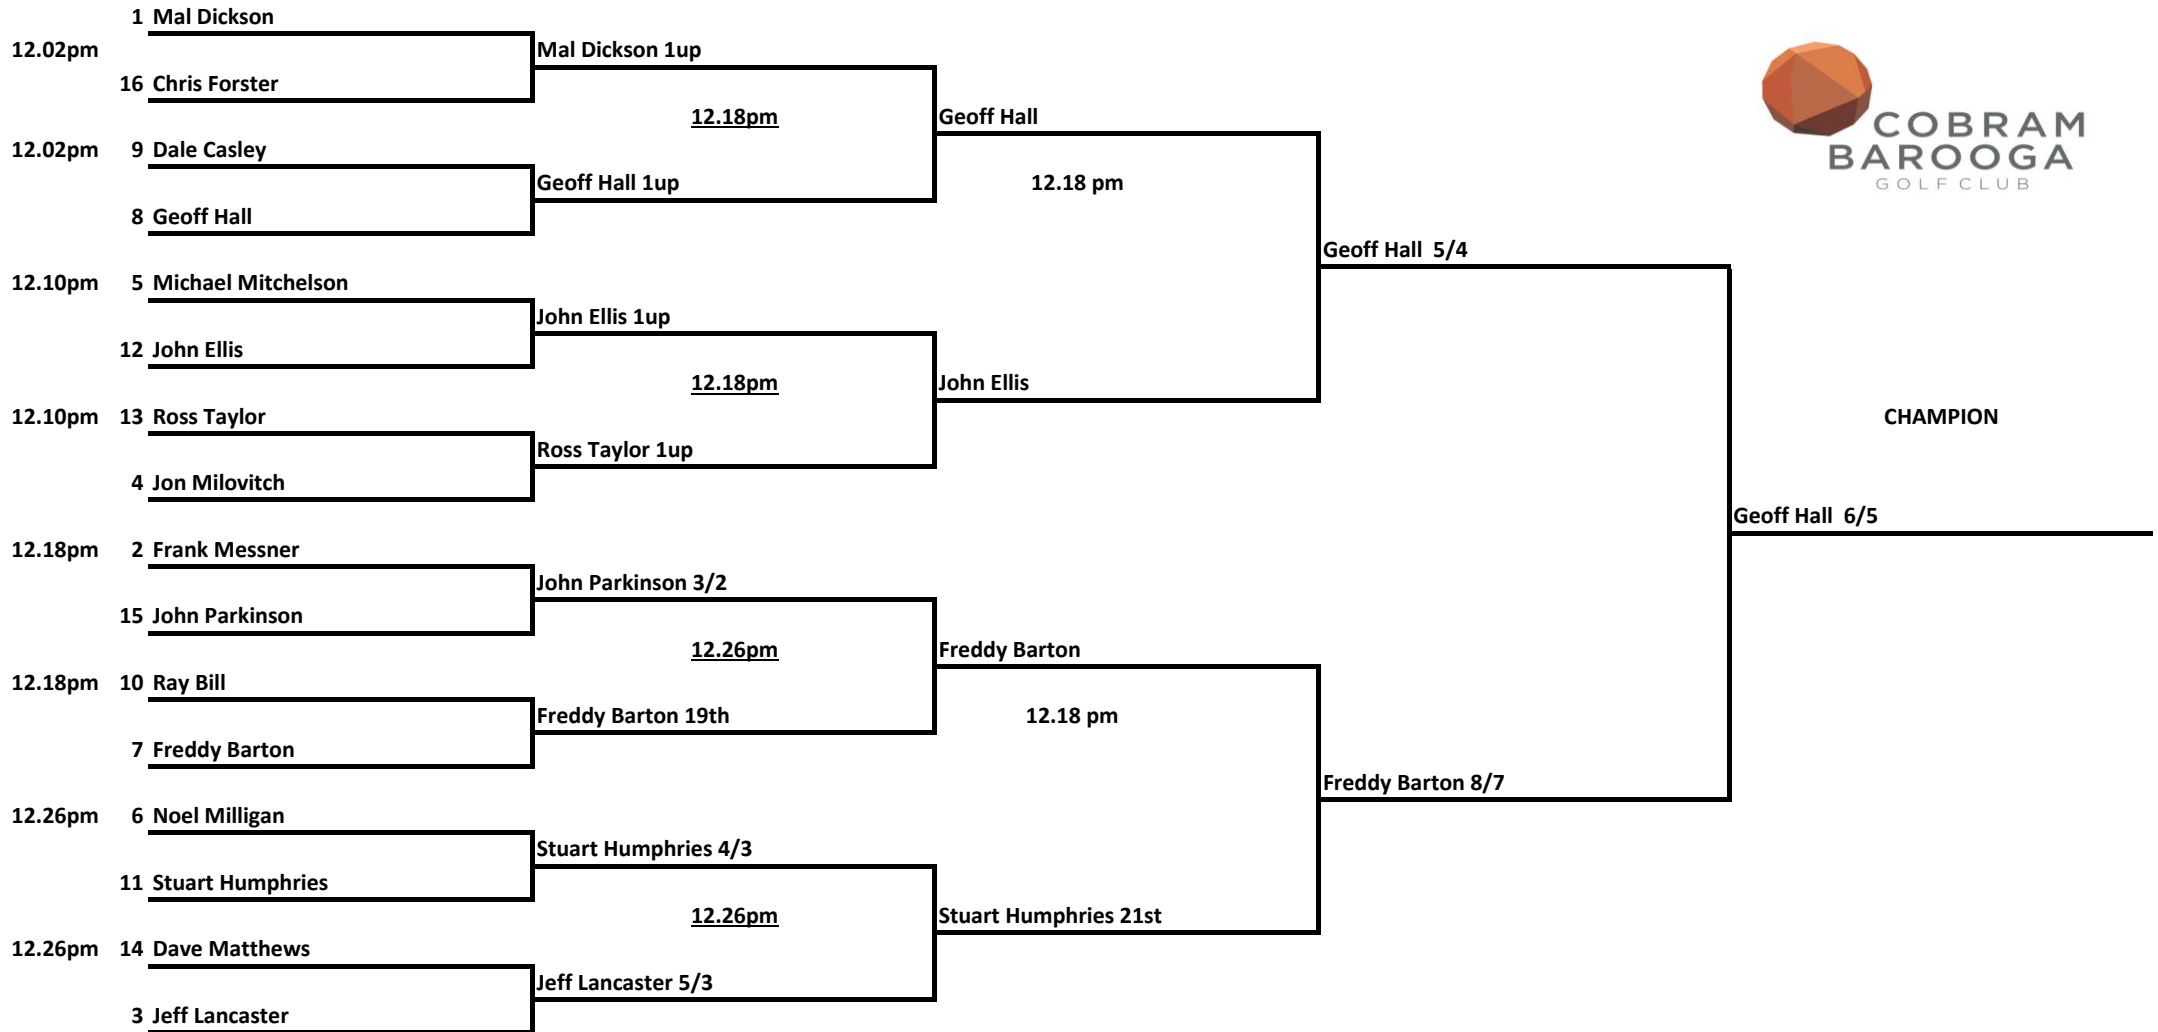 1 Mal Dickson
12.02pm Mal Dickson 1up
16 Chris Forster
12.18pm Geoff Hall
12.02pm 9 Dale Casley
Geoff Hall 1up 12.18 pm
8 Geoff Hall
Geoff Hall 5/4
12.10pm 5 Michael Mitchelson
John Ellis 1up
12 John Ellis
12.18pm John Ellis
12.10pm 13 Ross Taylor CHAMPION
Ross Taylor 1up
4 Jon Milovitch
Geoff Hall 6/5
12.18pm 2 Frank Messner
John Parkinson 3/2
15 John Parkinson
12.26pm Freddy Barton
12.18pm 10 Ray Bill
Freddy Barton 19th 12.18 pm
7 Freddy Barton
Freddy Barton 8/7
12.26pm 6 Noel Milligan
Stuart Humphries 4/3
11 Stuart Humphries
12.26pm Stuart Humphries 21st
12.26pm 14 Dave Matthews
Jeff Lancaster 5/3
3 Jeff Lancaster
COBRAM
BAROOGA
GOLF CLUB